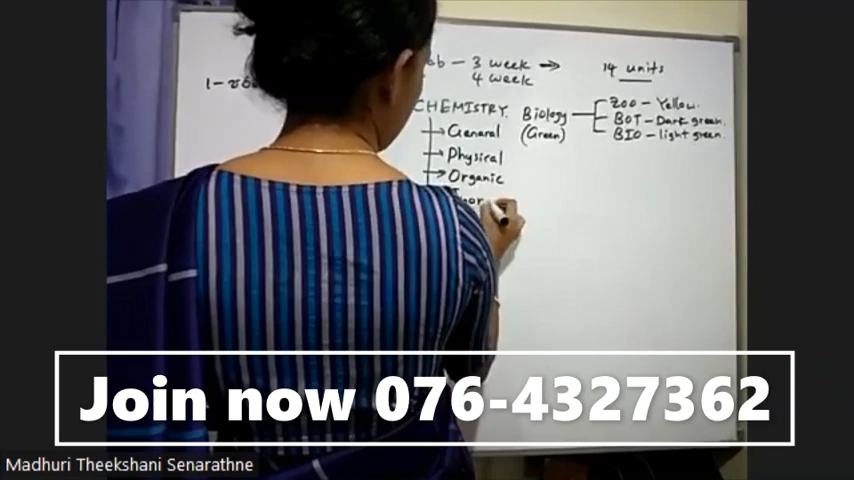 3 week → 14 units
4 week
1-
CHEMISTRY. Biology
(Green)
Zoo - Yellow.
BOT - Dark green.
BIO - light green.
→ General
→ Physical
→ Organic
Join now 076-4327362
Madhuri Theekshani Senarathne